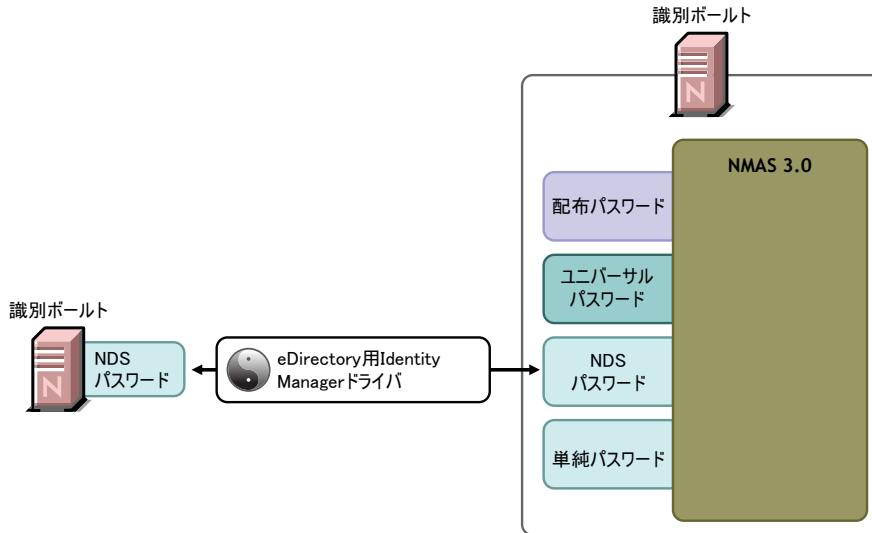 識別ボールト
NMAS 3.0
配布パスワード
ユニバーサル
パスワード
識別ボールト
NDS
パスワード
eDirectory用Identity
Managerドライバ
NDS
パスワード
単純パスワード
N
N